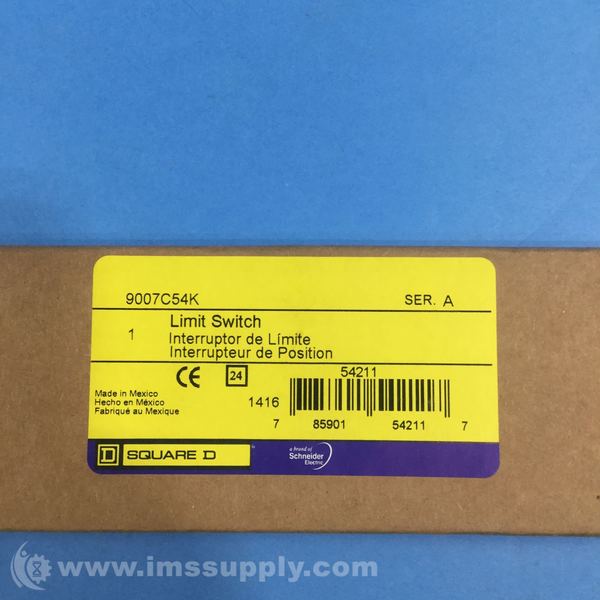 9007C54K SER. A
1 Limit Switch
Interruptor de Límite
Interrupteur de Position
CE 24 54211
Made in Mexico
Hecho en México
Fabriqué au Mexique
1416
7 85901 54211 7
D SQUARE D
a brand of
Schneider
Electric
www.imssupply.com